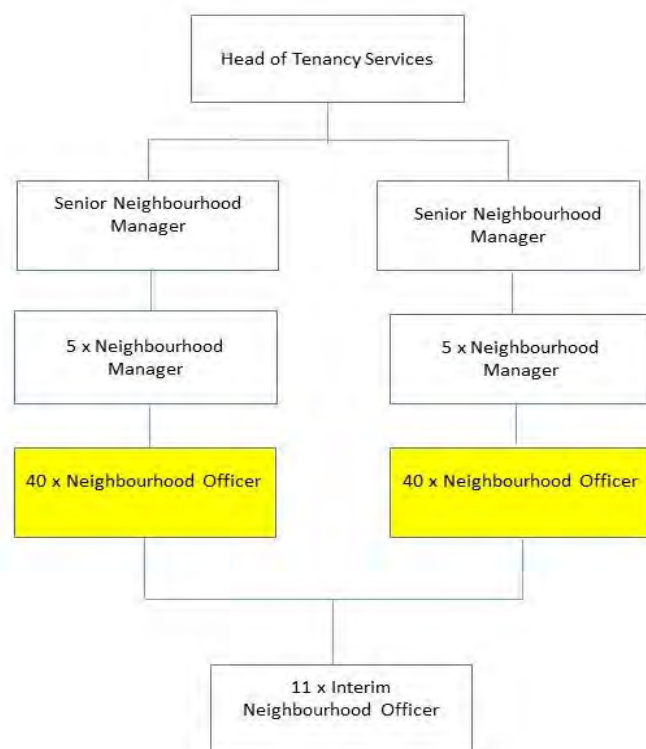 Head of Tenancy Services
Senior Neighbourhood
Manager
Senior Neighbourhood
Manager
5 x Neighbourhood
Manager
5 x Neighbourhood
Manager
40 x Neighbourhood Officer
40 x Neighbourhood Officer
11 x Interim
Neighbourhood Officer